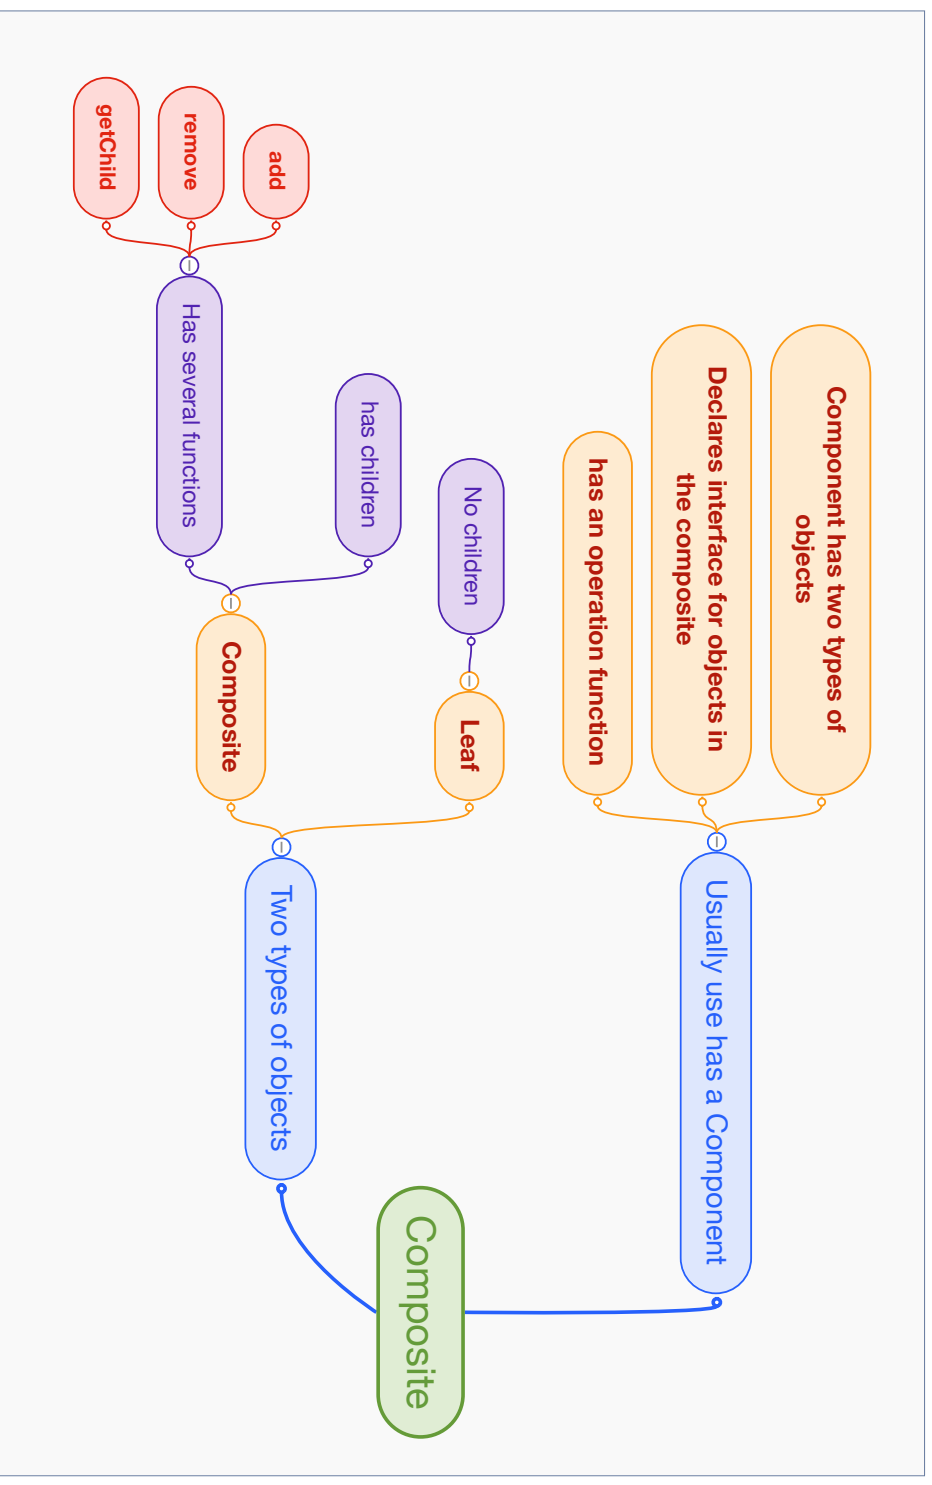 Composite
Usually use has a Component
Component has two types of
objects
Declares interface for objects in
the composite
has an operation function
Two types of objects
Leaf
No children
Composite
has children
Has several functions
add
remove
getChild